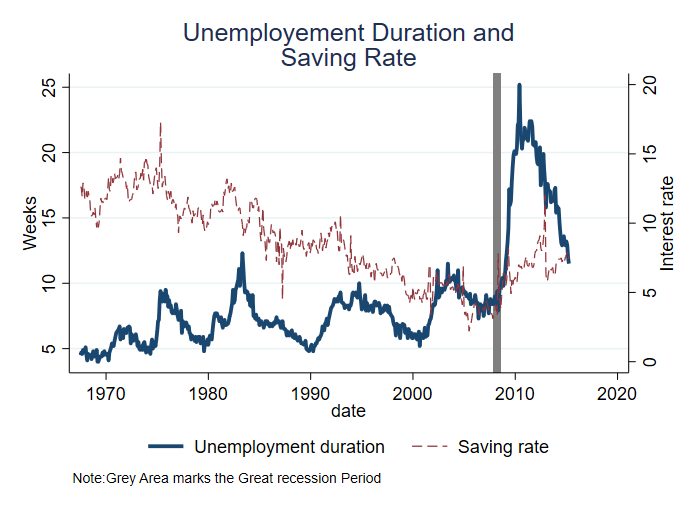 Unemployement Duration and
Saving Rate
25
20
15
10
5
Weeks
20
15
10
5
0
Interest rate
1970 1980 1990 2000 2010 2020
date
Unemployment duration Saving rate
Note:Grey Area marks the Great recession Period